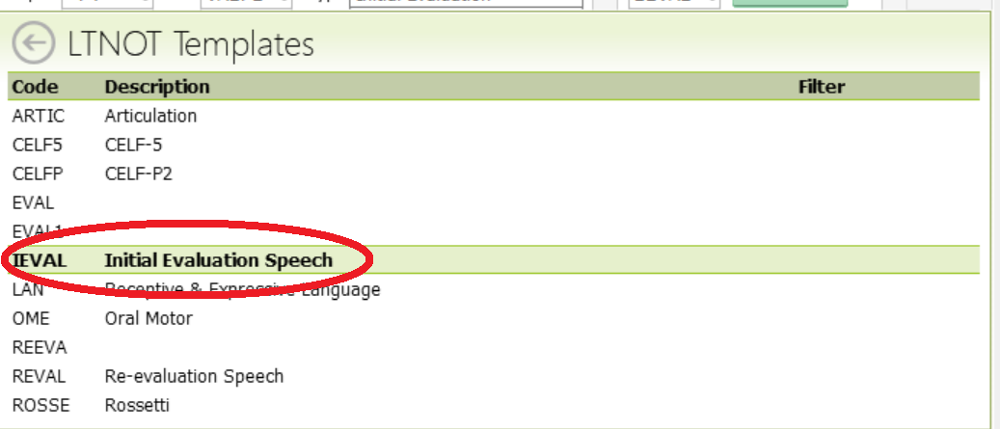 LTNOT Templates
Code Description Filter
ARTIC Articulation
CELF5 CELF-5
CELFP CELF-P2
EVAL
EVAL1
IEVAL Initial Evaluation Speech
LAN Receptive & Expressive Language
OME Oral Motor
REEVA
REVAL Re-evaluation Speech
ROSSE Rossetti